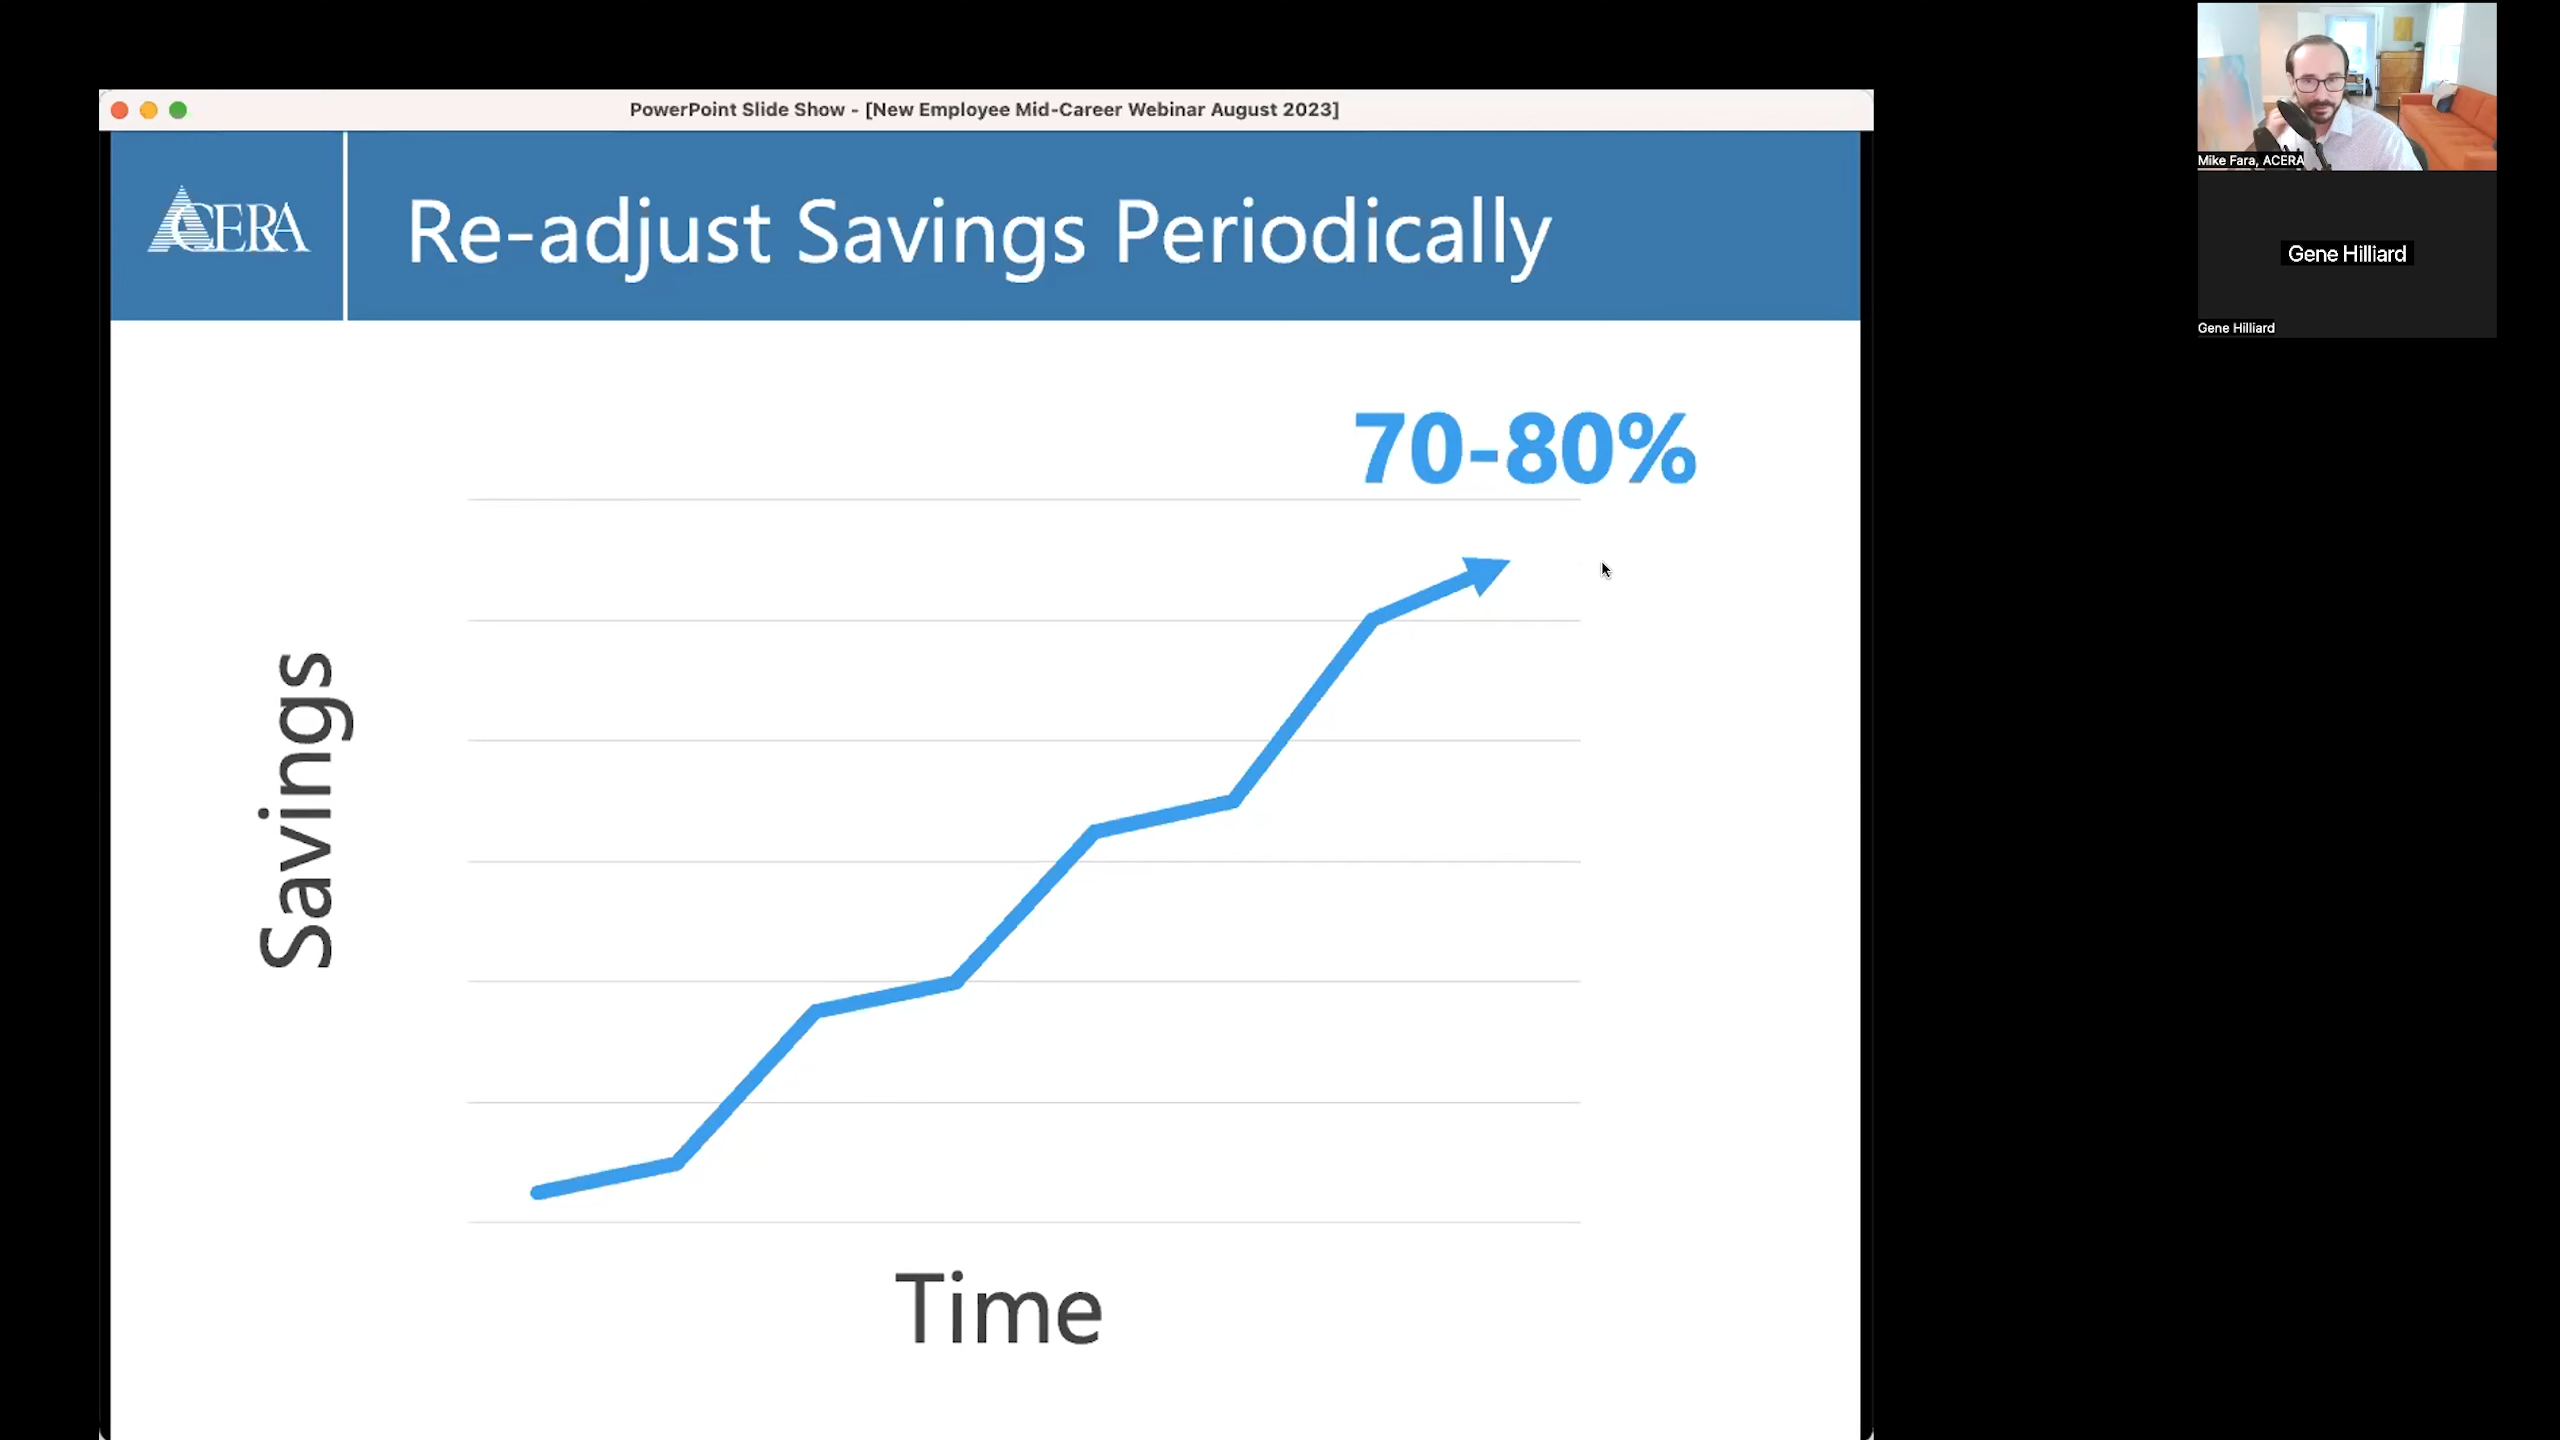 PowerPoint Slide Show - [New Employee Mid-Career Webinar August 2023]
ACERA
Re-adjust Savings Periodically
70-80%
Savings
Time
Mike Fara, ACERA
Gene Hilliard
Gene Hilliard